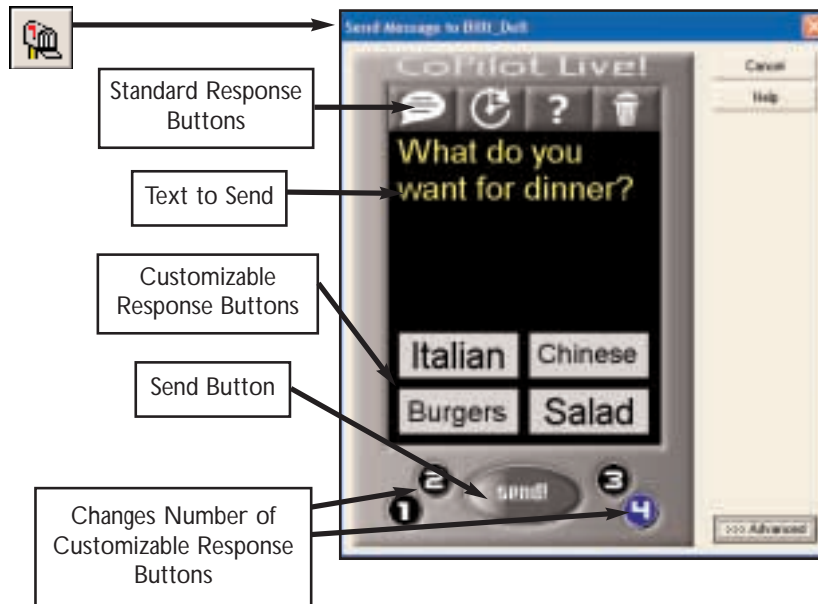 Send Message to Bill_Dell
CoPilot Live!
Cancel
Help
Standard Response
Buttons
?
What do you
want for dinner?
Text to Send
Customizable
Response Buttons
Italian
Chinese
Burgers
Salad
Send Button
2
send!
3
1
4
Changes Number of
Customizable Response
Buttons
>>> Advanced